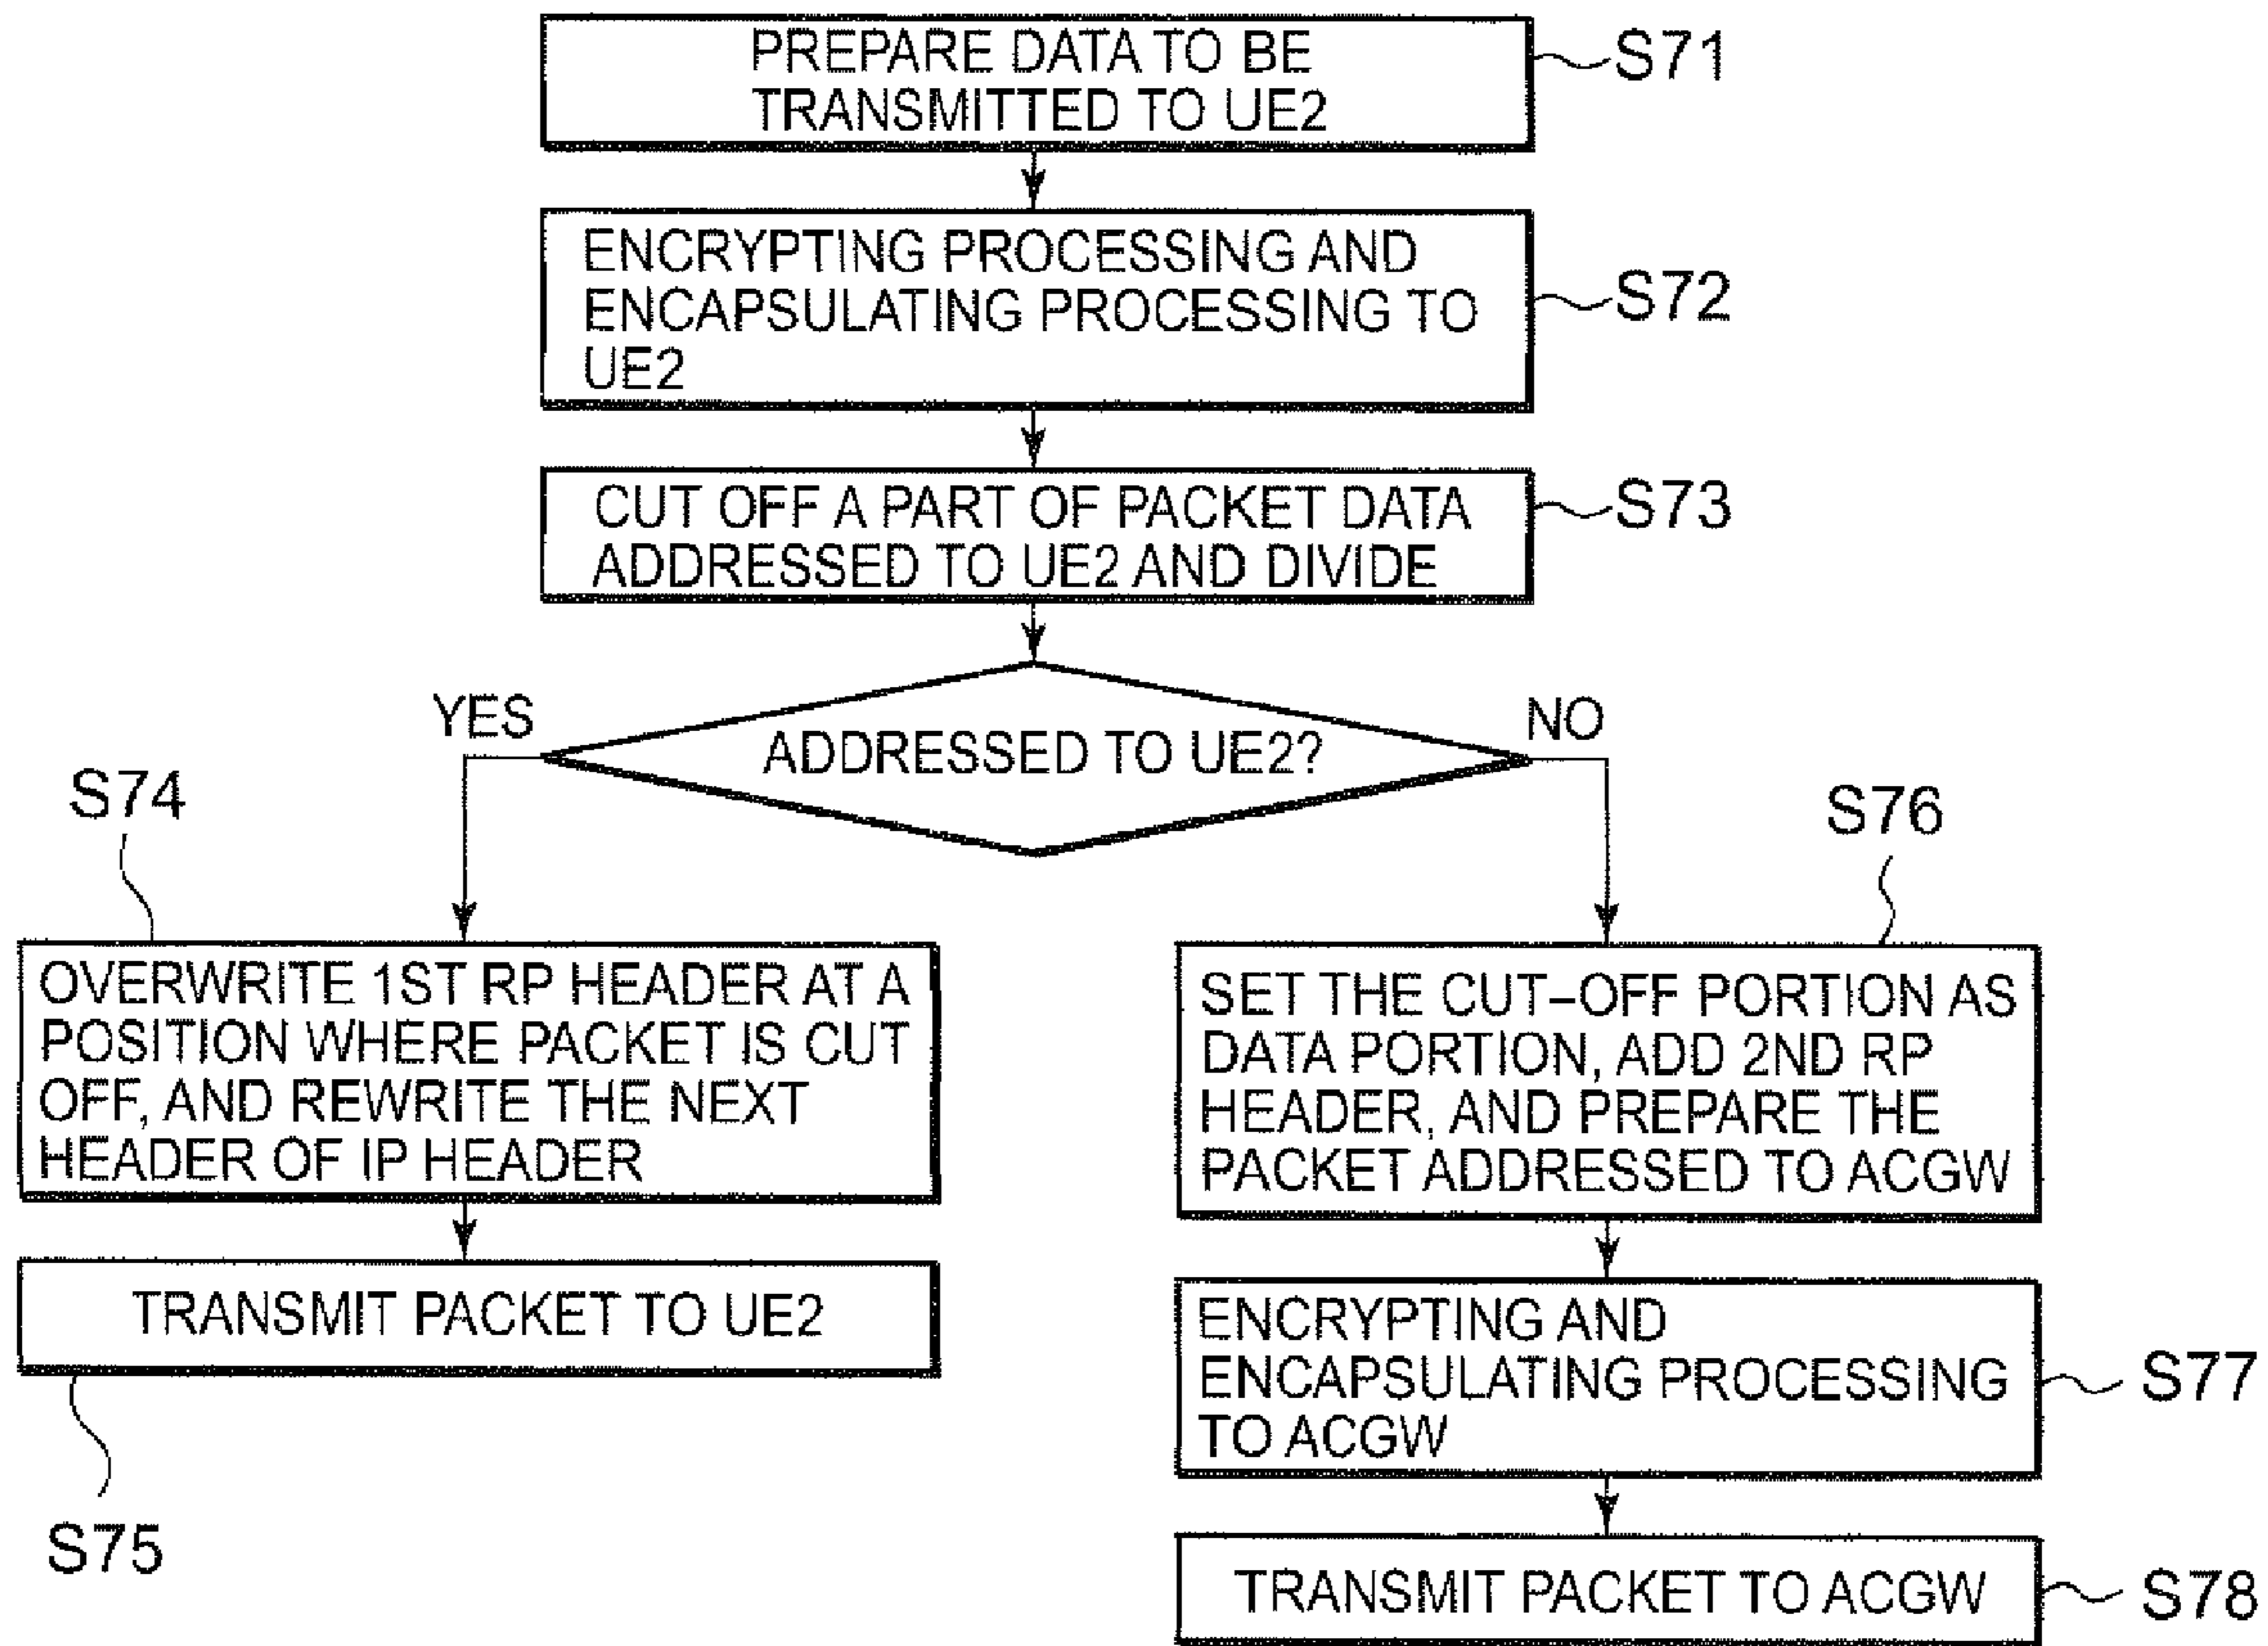 PREPARE DATA TO BE
TRANSMITTED TO UE2
S71
ENCRYPTING PROCESSING AND
ENCAPSULATING PROCESSING TO
UE2
S72
CUT OFF A PART OF PACKET DATA
ADDRESSED TO UE2 AND DIVIDE
S73
YES
ADDRESSED TO UE2?
NO
S74
OVERWRITE 1ST RP HEADER AT A
POSITION WHERE PACKET IS CUT
OFF, AND REWRITE THE NEXT
HEADER OF IP HEADER
TRANSMIT PACKET TO UE2
S75
S76
SET THE CUT-OFF PORTION AS
DATA PORTION, ADD 2ND RP
HEADER, AND PREPARE THE
PACKET ADDRESSED TO ACGW
ENCRYPTING AND
ENCAPSULATING PROCESSING
TO ACGW
S77
TRANSMIT PACKET TO ACGW
S78